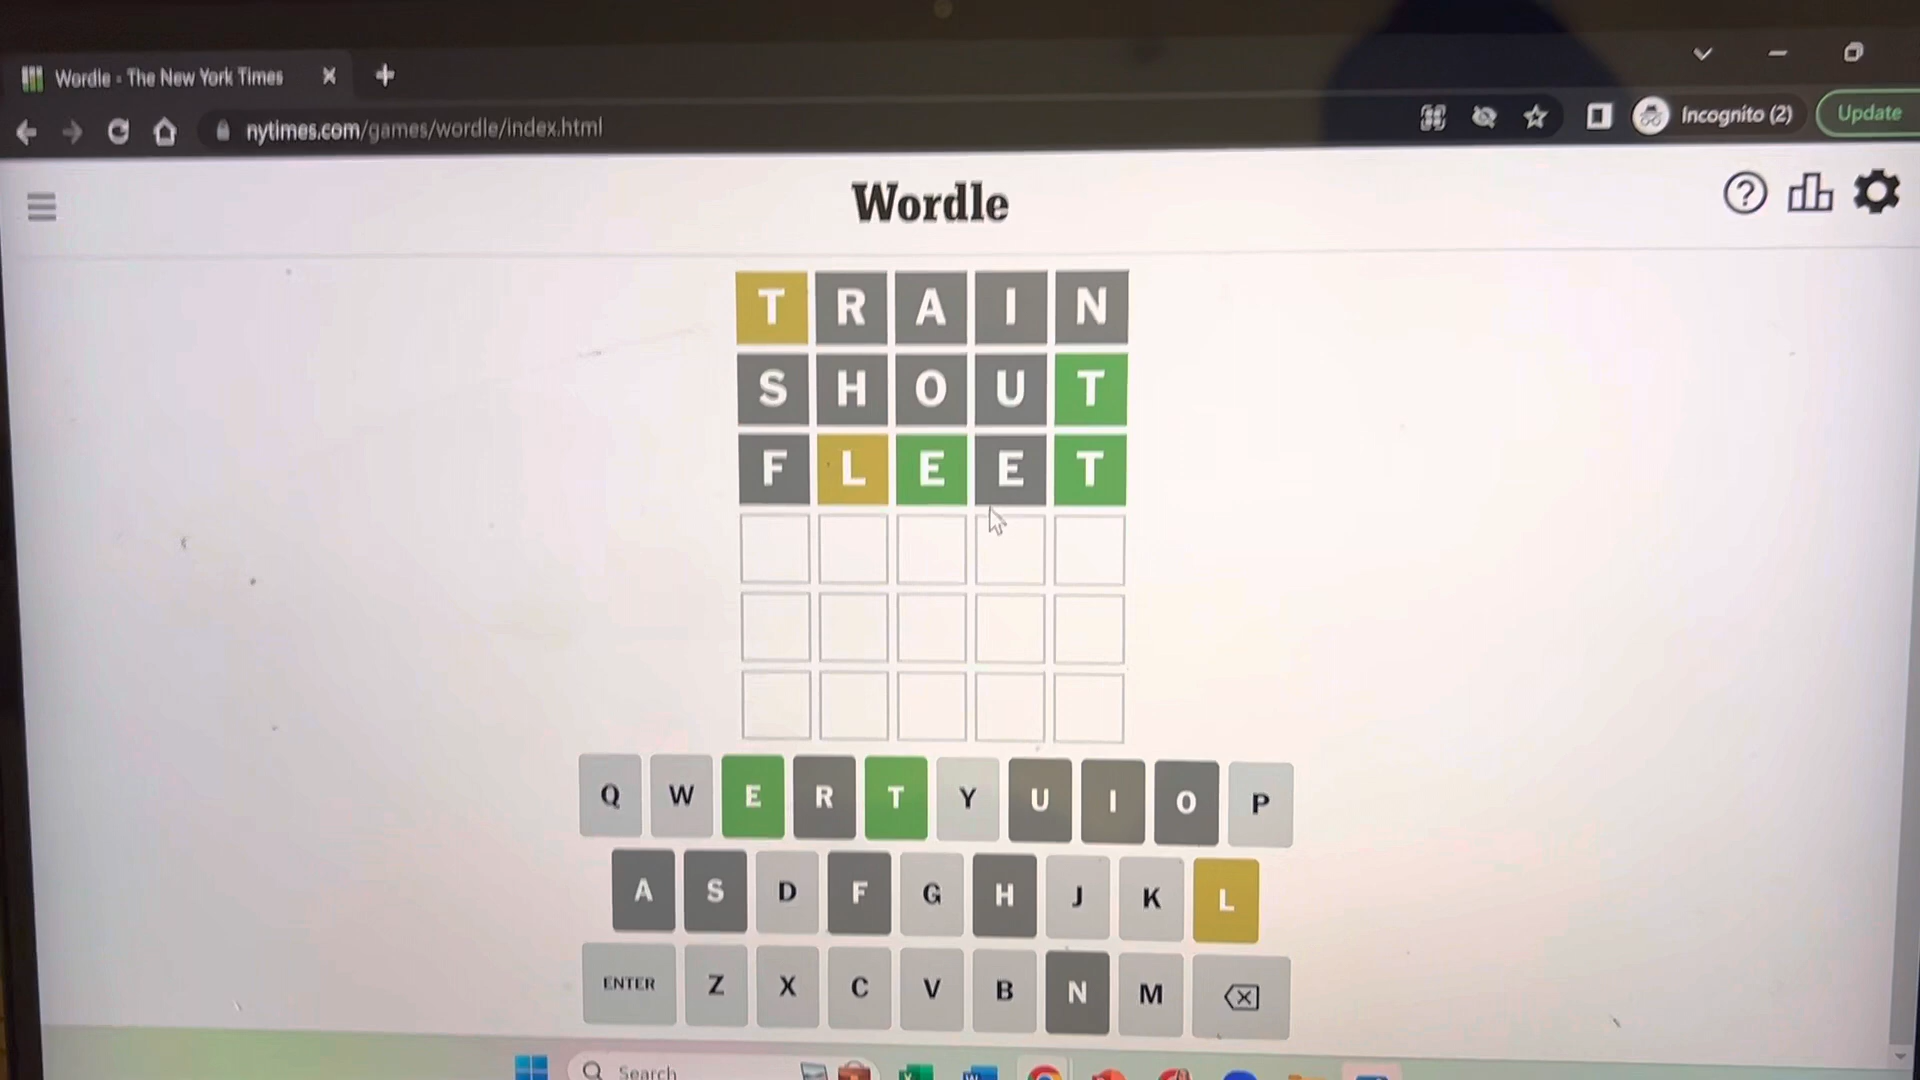 Wordle - The New York Times
nytimes.com/games/wordle/index.html
Incognito (2)
Update
Wordle
T R A I N
S H O U T
F L E E T
Q W E R T Y U I O P
A S D F G H J K L
ENTER Z X C V B N M
Search